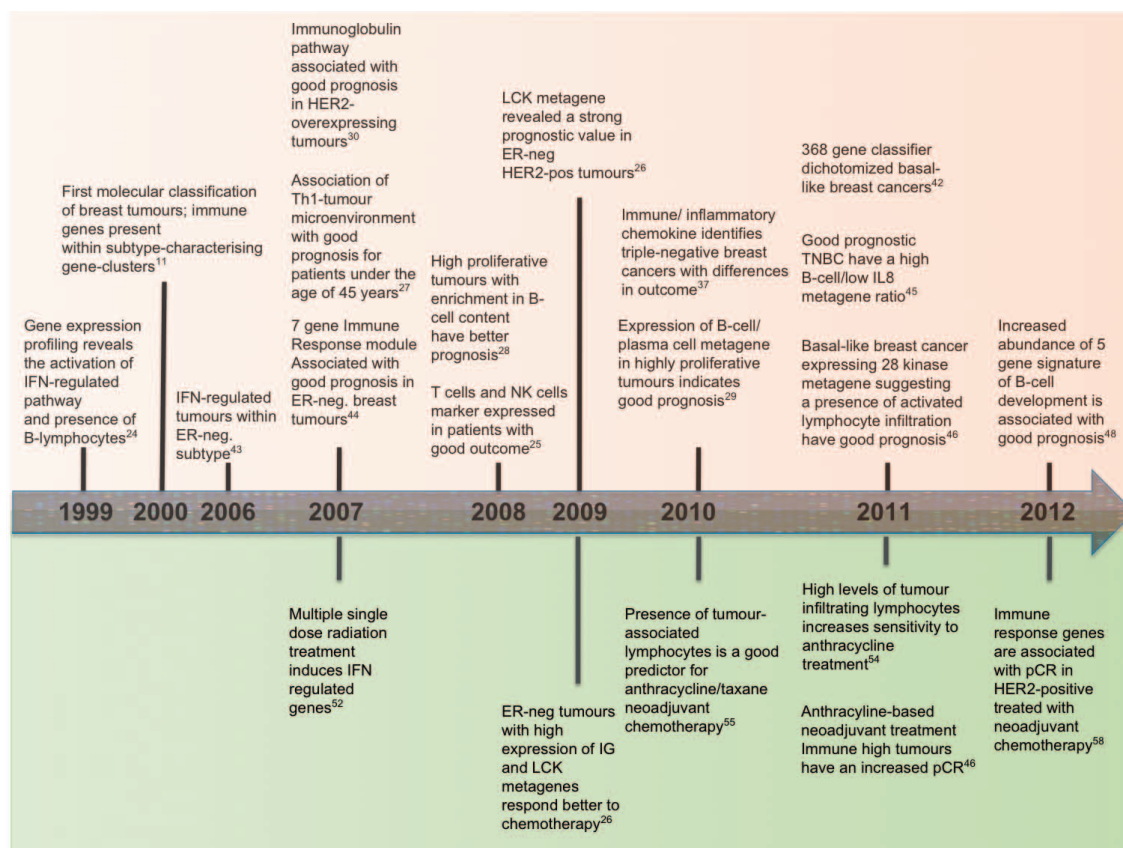 Immunoglobulin
pathway
associated with
good prognosis
in HER2-
overexpressing
tumours30
Association of
Th1-tumour
microenvironment
with good
prognosis for
patients under the
age of 45 years27
7 gene Immune
Response module
Associated with
good prognosis in
ER-neg. breast
tumours44
First molecular classification
of breast tumours; immune
genes present
within subtype-characterising
gene-clusters11
Gene expression
profiling reveals
the activation of
IFN-regulated
pathway
and presence of
B-lymphocytes24
IFN-regulated
tumours within
ER-neg.
subtype43
High proliferative
tumours with
enrichment in B-
cell content
have better
prognosis28
T cells and NK cells
marker expressed
in patients with
good outcome25
LCK metagene
revealed a strong
prognostic value in
ER-neg
HER2-pos tumours26
Immune/ inflammatory
chemokine identifies
triple-negative breast
cancers with differences
in outcome37
Expression of B-cell/
plasma cell metagene
in highly proliferative
tumours indicates
good prognosis29
368 gene classifier
dichotomized basal-
like breast cancers42
Good prognostic
TNBC have a high
B-cell/low IL8
metagene ratio45
Basal-like breast cancer
expressing 28 kinase
metagene suggesting
a presence of activated
lymphocyte infiltration
have good prognosis46
Increased
abundance of 5
gene signature
of B-cell
development is
associated with
good prognosis48
1999 2000 2006 2007 2008 2009 2010 2011 2012
Multiple single
dose radiation
treatment
induces IFN
regulated
genes52
ER-neg tumours
with high
expression of IG
and LCK
metagenes
respond better to
chemotherapy26
Presence of tumour-
associated
lymphocytes is a good
predictor for
anthracycline/taxane
neoadjuvant
chemotherapy55
High levels of tumour
infiltrating lymphocytes
increases sensitivity to
anthracycline
treatment54
Anthracyline-based
neoadjuvant treatment
Immune high tumours
have an increased pCR46
Immune
response genes
are associated
with pCR in
HER2-positive
treated with
neoadjuvant
chemotherapy58